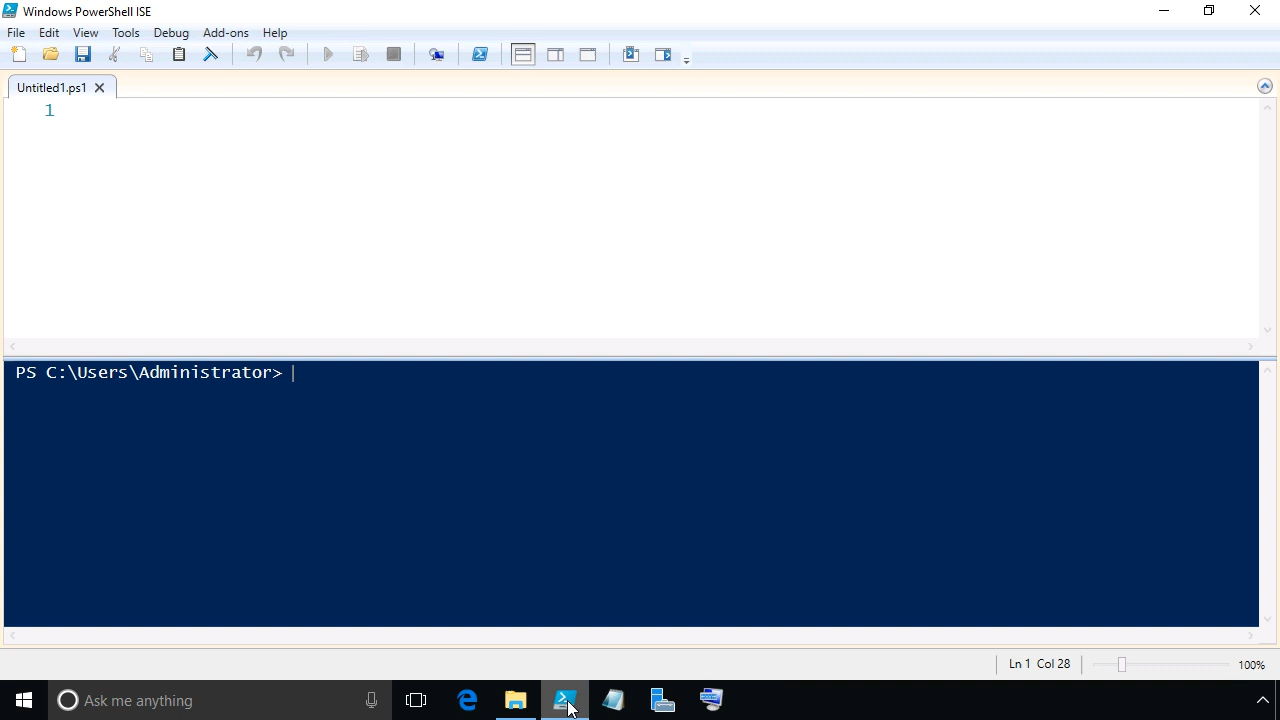 Windows PowerShell ISE
File Edit View Tools Debug Add-ons Help
Untitled1.ps1
1
PS C:\Users\Administrator>
Ln 1 Col 28 100%
Ask me anything